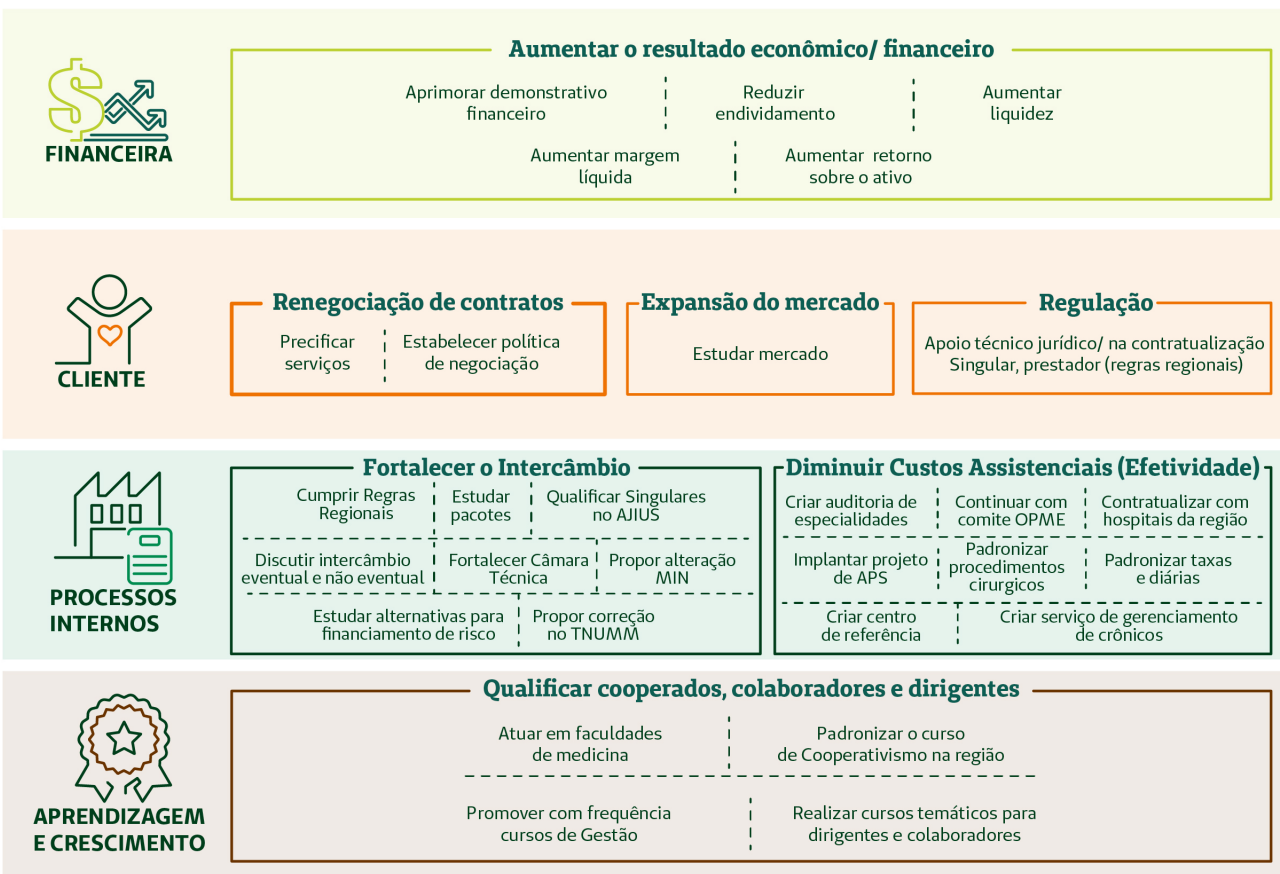 FINANCEIRA
Aumentar o resultado econômico/ financeiro
Aprimorar demonstrativo
financeiro
Reduzir
endividamento
Aumentar
liquidez
Aumentar margem
líquida
Aumentar retorno
sobre o ativo
CLIENTE
Renegociação de contratos
Precificar
serviços
Estabelecer política
de negociação
Expansão do mercado
Estudar mercado
Regulação
Apoio técnico jurídico/ na contratualização
Singular, prestador (regras regionais)
PROCESSOS
INTERNOS
Fortalecer o Intercâmbio
Cumprir Regras
Regionais
Estudar
pacotes
Qualificar Singulares
no AJIUS
Discutir intercâmbio
eventual e não eventual
Fortalecer Câmara
Técnica
Propor alteração
MIN
Estudar alternativas para
financiamento de risco
Propor correção
no TNUMM
Diminuir Custos Assistenciais (Efetividade)
Criar auditoria de
especialidades
Continuar com
comite OPME
Contratualizar com
hospitais da região
Implantar projeto
de APS
Padronizar
procedimentos
cirurgicos
Padronizar taxas
e diárias
Criar centro
de referência
Criar serviço de gerenciamento
de crônicos
APRENDIZAGEM
E CRESCIMENTO
Qualificar cooperados, colaboradores e dirigentes
Atuar em faculdades
de medicina
Padronizar o curso
de Cooperativismo na região
Promover com frequência
cursos de Gestão
Realizar cursos temáticos para
dirigentes e colaboradores